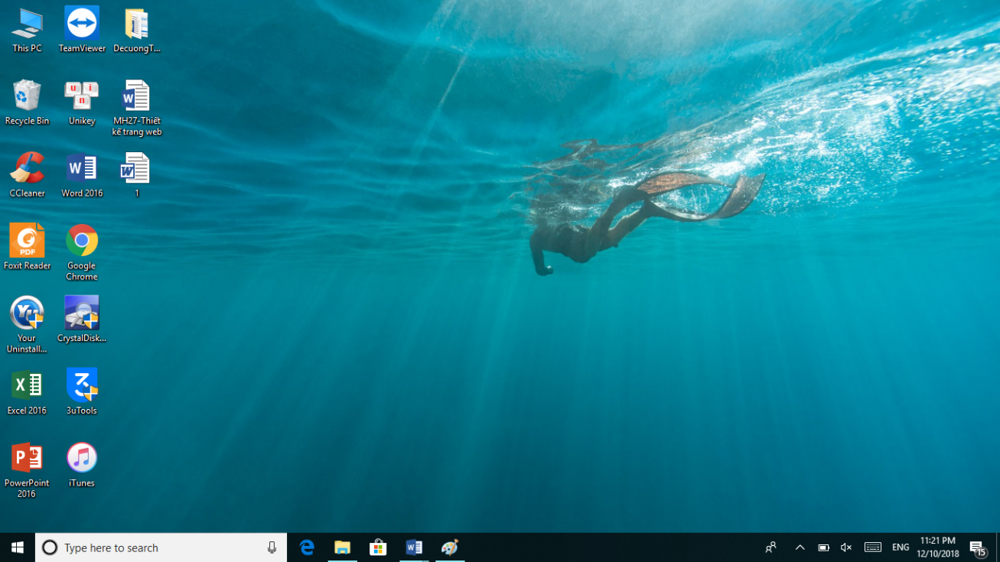 This PC
TeamViewer
DecuongT...
Recycle Bin
u i n
Unikey
MH27-Thiết
kế trang web
CCleaner
Word 2016
1
PDF
Foxit Reader
Google
Chrome
Your
Uninstall...
CrystalDisk...
Excel 2016
3uTools
PowerPoint
2016
iTunes
Type here to search
ENG
11:21 PM
12/10/2018
15